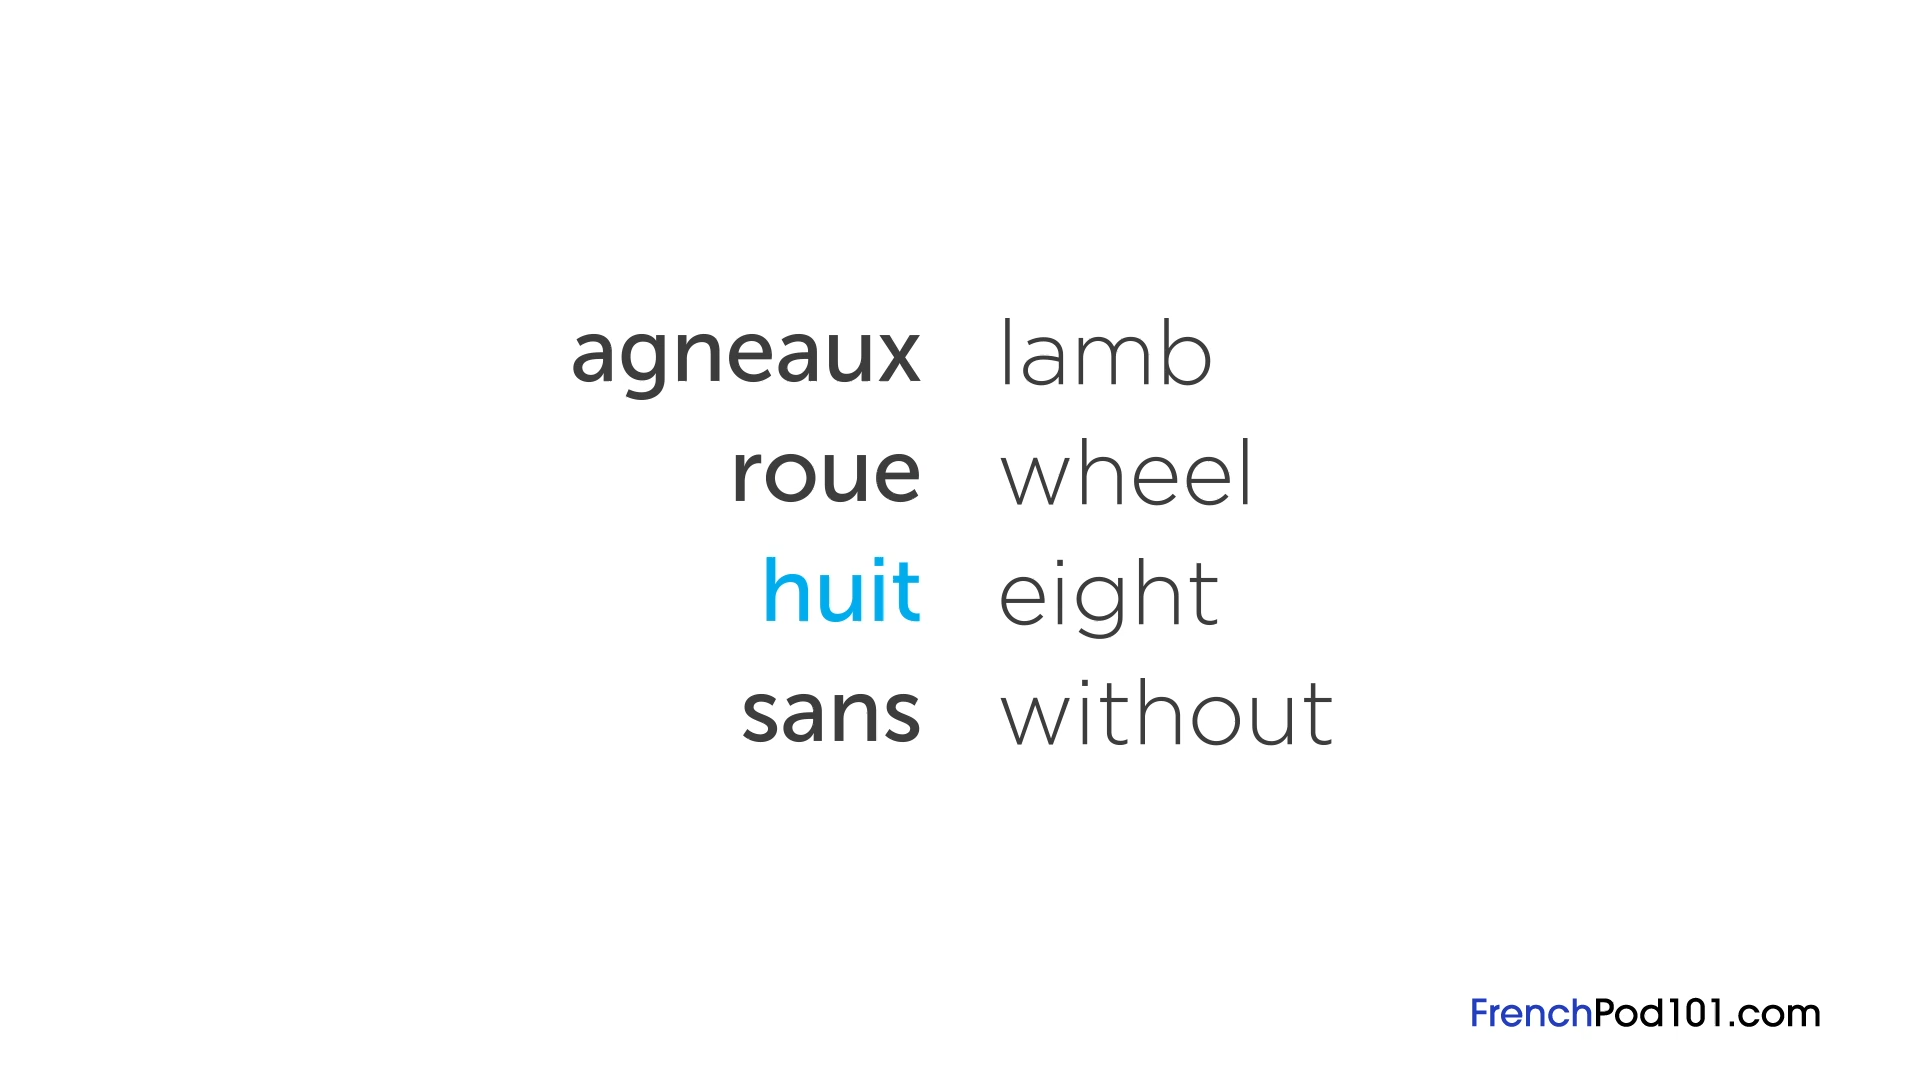 agneaux lamb
roue wheel
huit eight
sans without
FrenchPod101.com